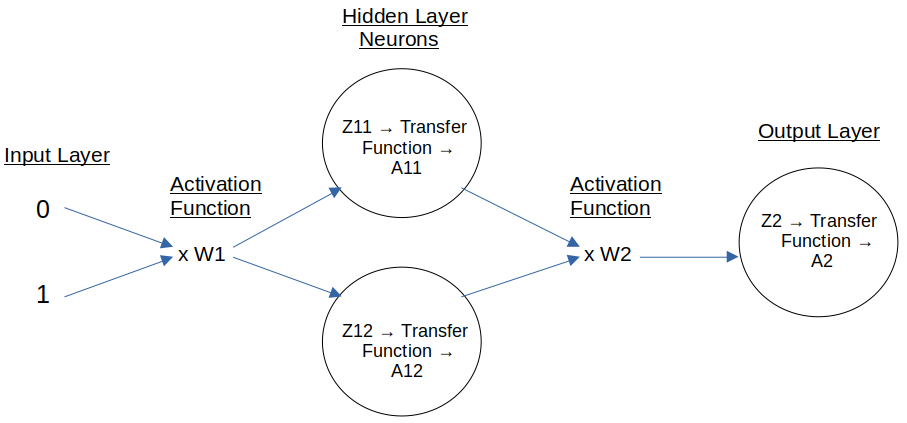 Hidden Layer
Neurons
Z11 → Transfer
Function →
A11
Output Layer
Input Layer
Activation
Function
Activation
Function
0
x W1
x W2
Z2 → Transfer
Function →
A2
1
Z12 → Transfer
Function →
A12